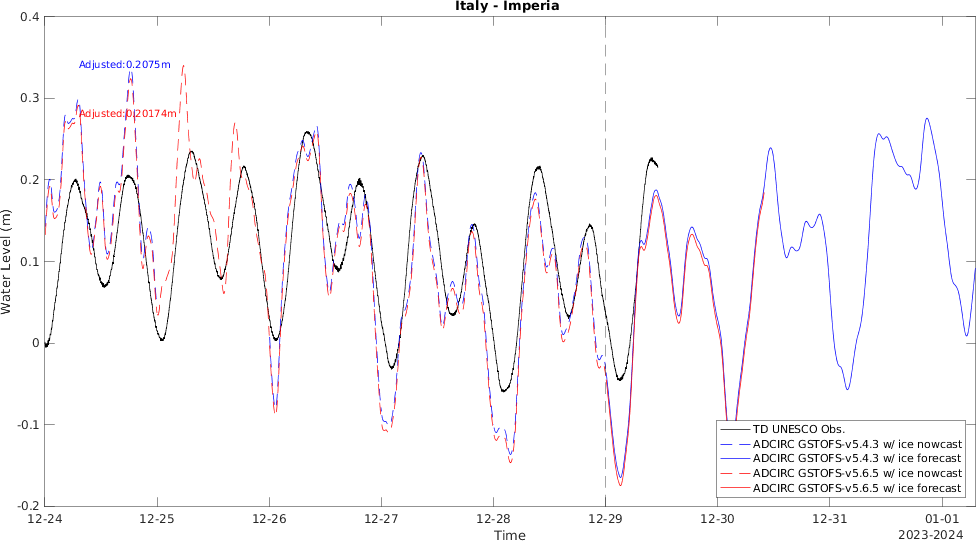 Italy - Imperia
Water Level (m)
0.4
0.3
0.2
0.1
0
-0.1
-0.2
Adjusted:0.2075m
Adjusted:0.20174m
TD UNESCO Obs.
ADCIRC GSTOFS-v5.4.3 w/ ice nowcast
ADCIRC GSTOFS-v5.4.3 w/ ice forecast
ADCIRC GSTOFS-v5.6.5 w/ ice nowcast
ADCIRC GSTOFS-v5.6.5 w/ ice forecast
12-24 12-25 12-26 12-27 12-28 12-29 12-30 12-31 01-01
Time
2023-2024